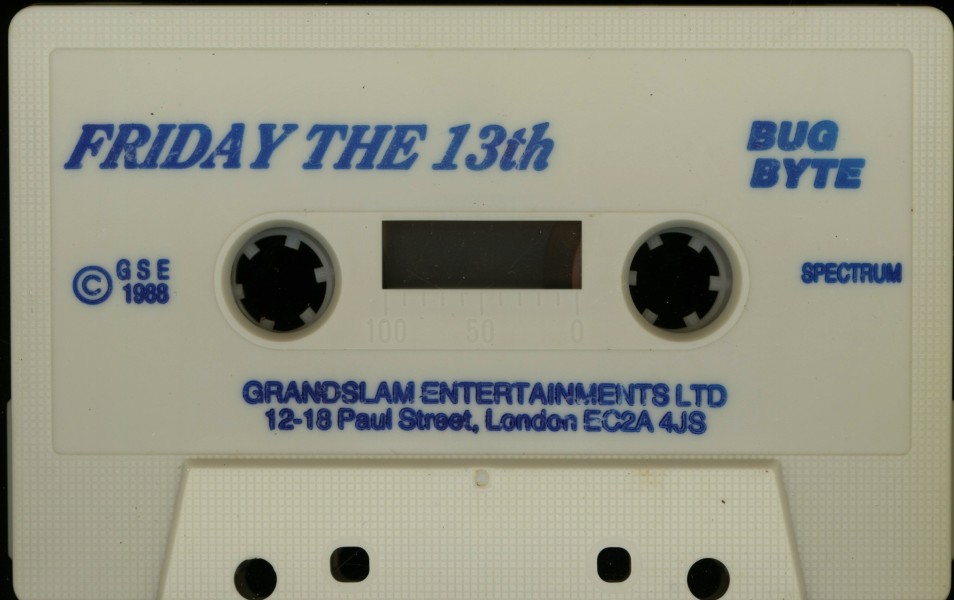 FRIDAY THE 13th
BUG
BYTE
© G S E
1988
SPECTRUM
100 50 0
GRANDSLAM ENTERTAINMENTS LTD
12-18 Paul Street, London EC2A 4JS